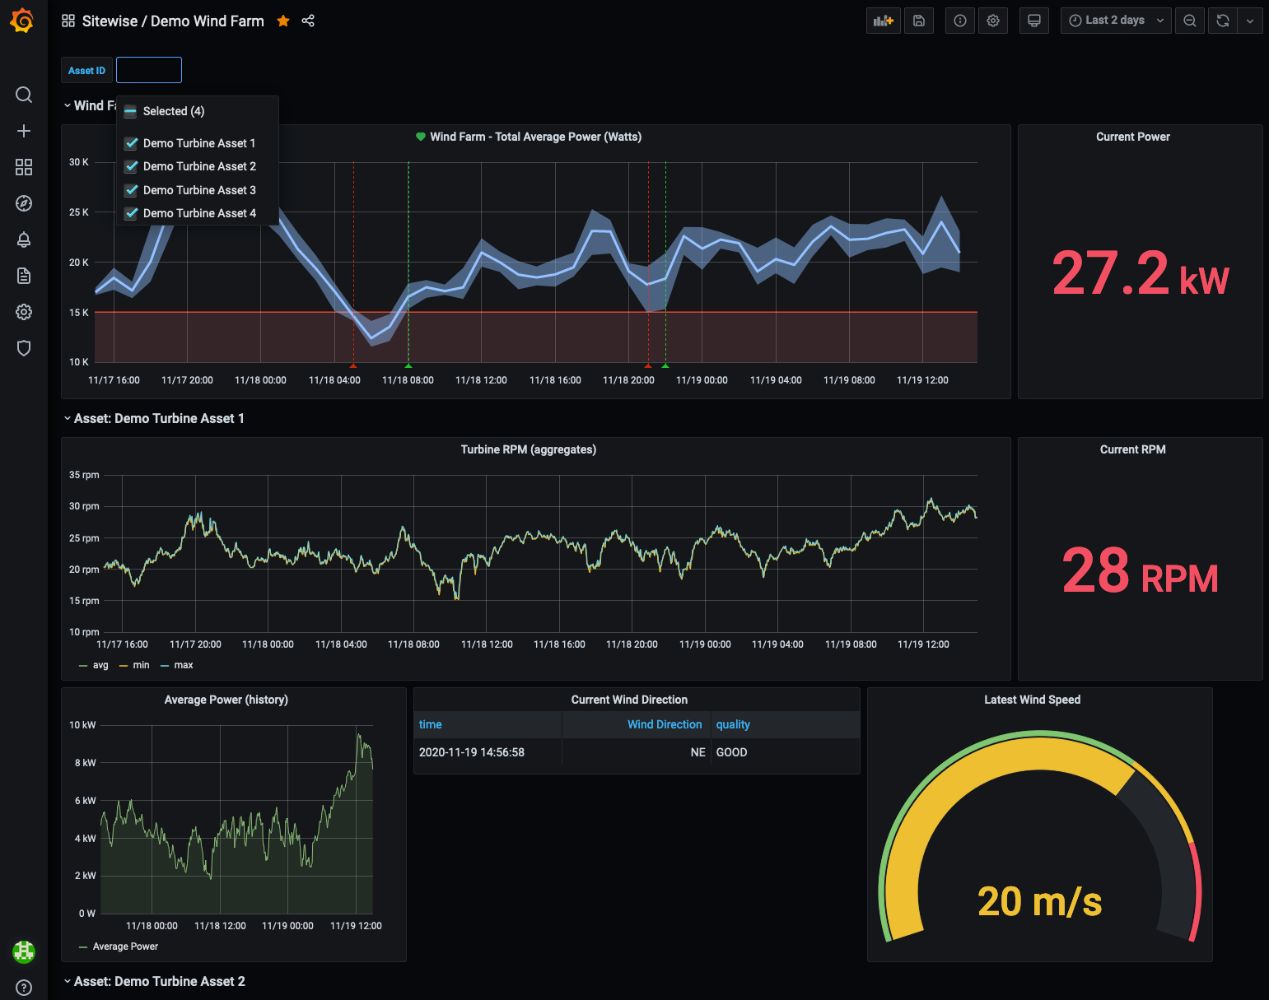 Sitewise / Demo Wind Farm
Last 2 days
Asset ID
Selected (4)
Demo Turbine Asset 1
Demo Turbine Asset 2
Demo Turbine Asset 3
Demo Turbine Asset 4
Wind Fa
Wind Farm - Total Average Power (Watts)
30 K
25 K
20 K
15 K
10 K
11/17 16:00 11/17 20:00 11/18 00:00 11/18 04:00 11/18 08:00 11/18 12:00 11/18 16:00 11/18 20:00 11/19 00:00 11/19 04:00 11/19 08:00 11/19 12:00
Current Power
27.2 kW
Asset: Demo Turbine Asset 1
Turbine RPM (aggregates)
35 rpm
30 rpm
25 rpm
20 rpm
15 rpm
10 rpm
11/17 16:00 11/17 20:00 11/18 00:00 11/18 04:00 11/18 08:00 11/18 12:00 11/18 16:00 11/18 20:00 11/19 00:00 11/19 04:00 11/19 08:00 11/19 12:00
avg min max
Current RPM
28 RPM
Average Power (history)
10 kW
8 kW
6 kW
4 kW
2 kW
0 W
11/18 00:00 11/18 12:00 11/19 00:00 11/19 12:00
Average Power
Current Wind Direction
time Wind Direction quality
2020-11-19 14:56:58 NE GOOD
Latest Wind Speed
20 m/s
Asset: Demo Turbine Asset 2